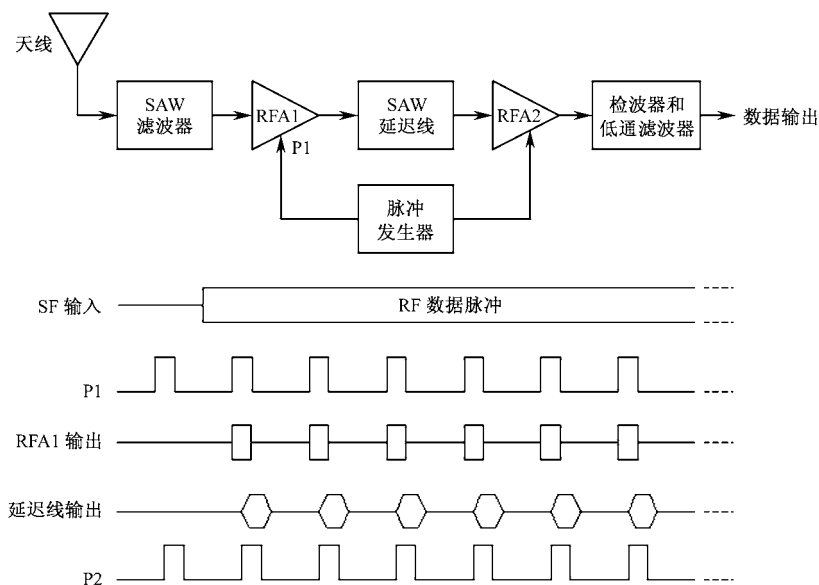 天线
SAW
滤波器
RFA1
SAW
延迟线
RFA2
检波器和
低通滤波器
数据输出
P1
脉冲
发生器
SF 输入
RF 数据脉冲
P1
RFA1 输出
延迟线输出
P2